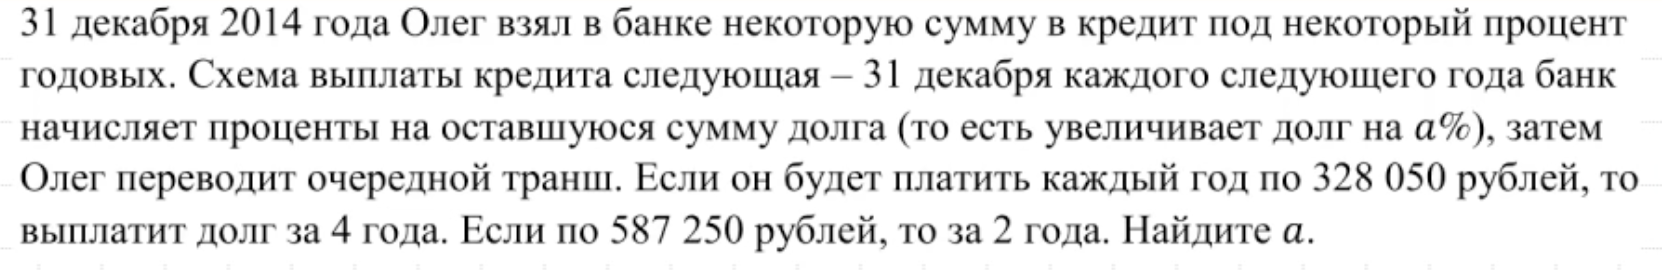 31 декабря 2014 года Олег взял в банке некоторую сумму в кредит под некоторый процент
годовых. Схема выплаты кредита следующая – 31 декабря каждого следующего года банк
начисляет проценты на оставшуюся сумму долга (то есть увеличивает долг на a%), затем
Олег переводит очередной транш. Если он будет платить каждый год по 328 050 рублей, то
выплатит долг за 4 года. Если по 587 250 рублей, то за 2 года. Найдите a.